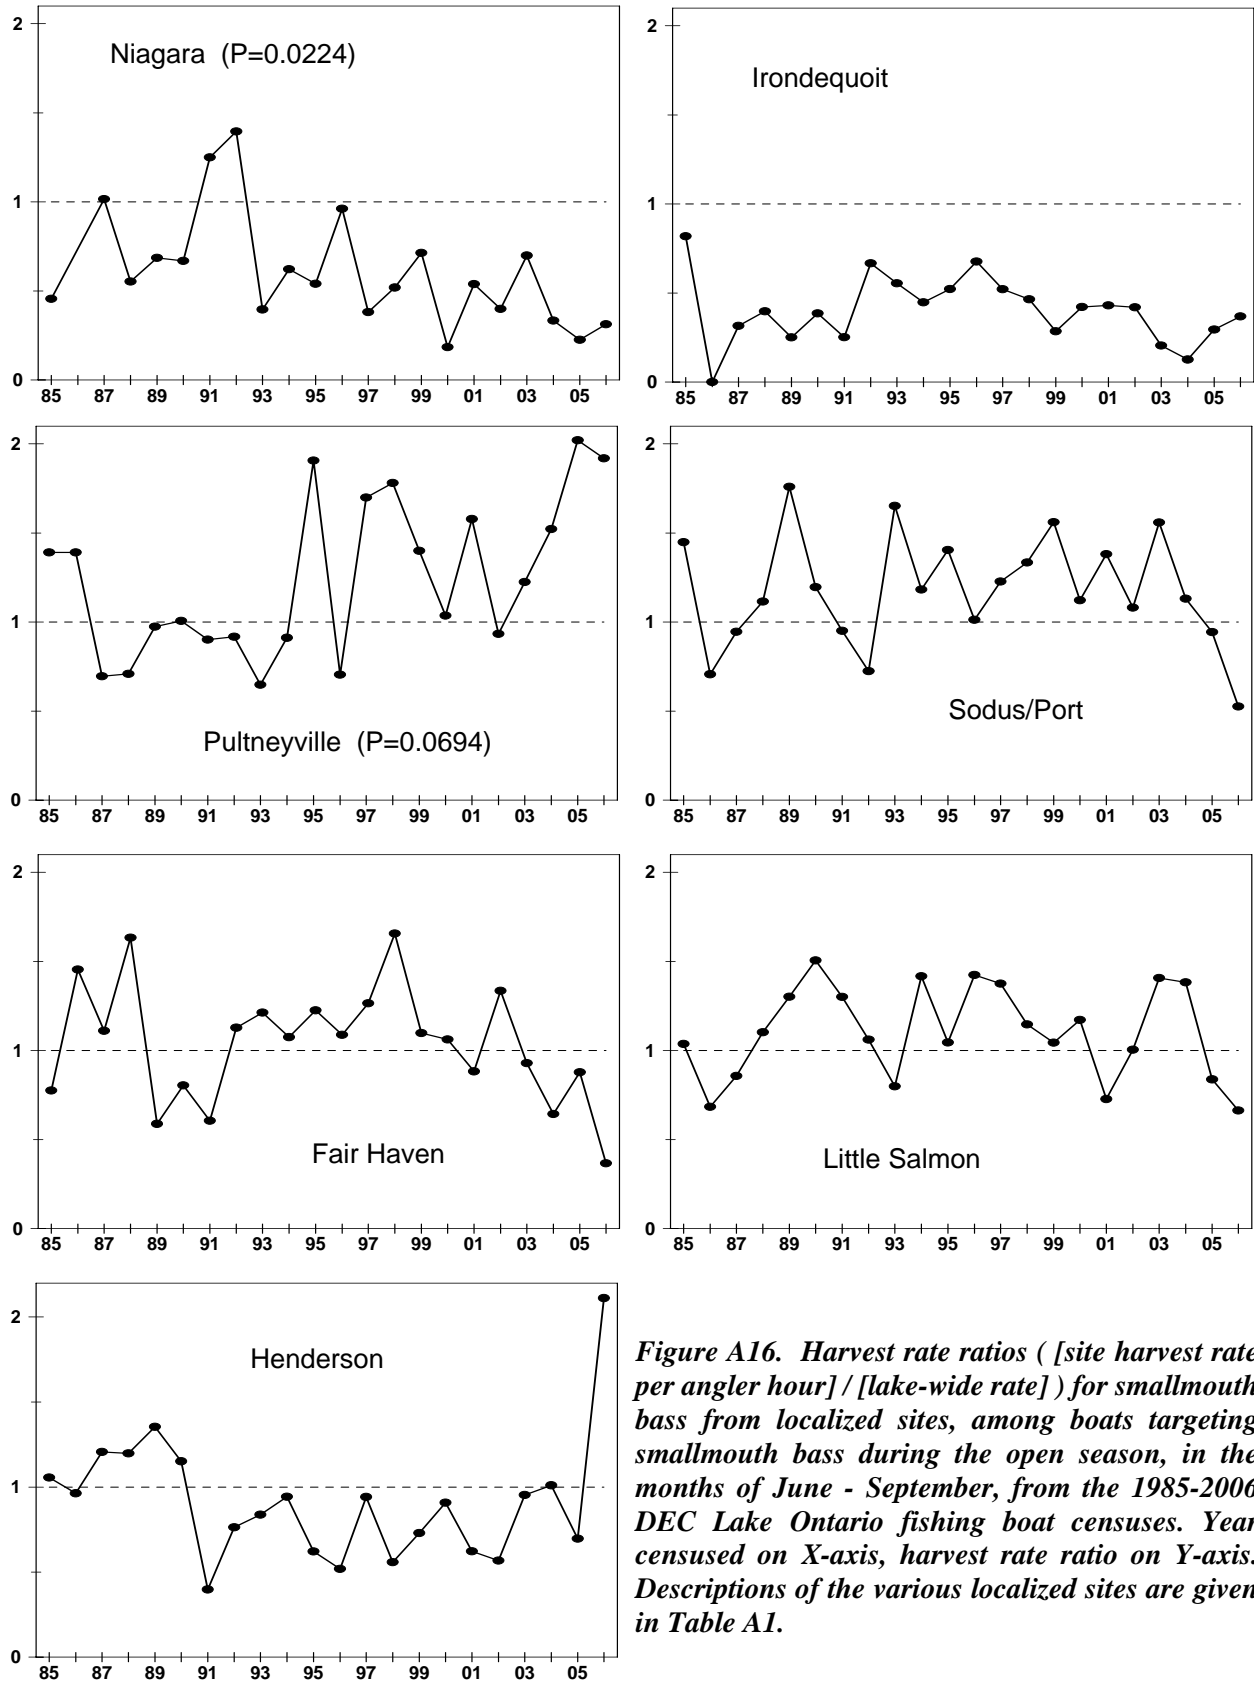 2
Niagara (P=0.0224)
1
0
85 87 89 91 93 95 97 99 01 03 05
2
Irondequoit
1
0
85 87 89 91 93 95 97 99 01 03 05
2
1
Pultneyville (P=0.0694)
0
85 87 89 91 93 95 97 99 01 03 05
2
1
Sodus/Port
0
85 87 89 91 93 95 97 99 01 03 05
2
1
Fair Haven
0
85 87 89 91 93 95 97 99 01 03 05
2
1
Little Salmon
0
85 87 89 91 93 95 97 99 01 03 05
2
Henderson
1
0
85 87 89 91 93 95 97 99 01 03 05
Figure A16. Harvest rate ratios ( [site harvest rate
per angler hour] / [lake-wide rate] ) for smallmouth
bass from localized sites, among boats targeting
smallmouth bass during the open season, in the
months of June - September, from the 1985-2006
DEC Lake Ontario fishing boat censuses. Year
censused on X-axis, harvest rate ratio on Y-axis.
Descriptions of the various localized sites are given
in Table A1.